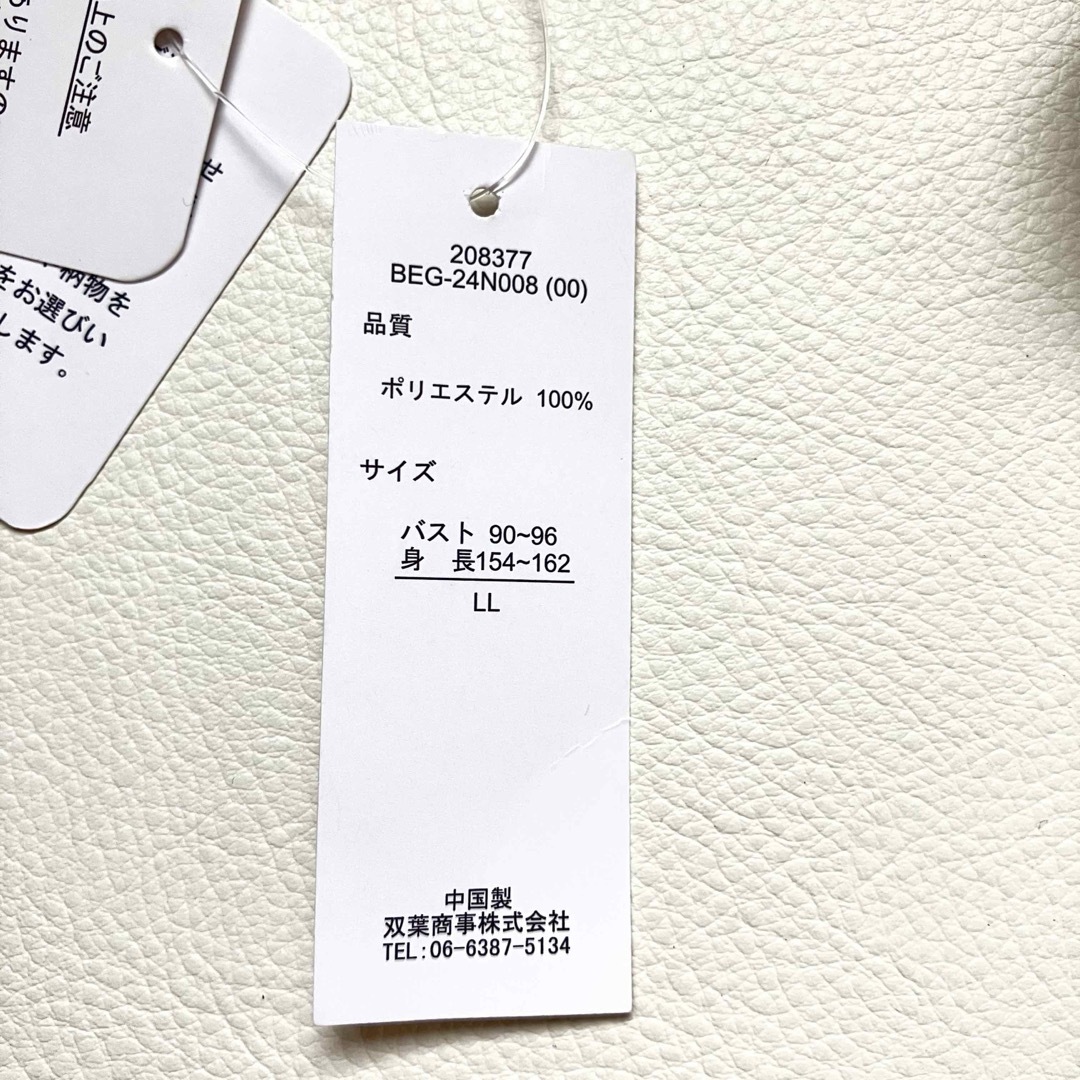 上のご注意
ありますの
せ
柄物を
をお選びい
します。
208377
BEG-24N008 (00)
品質
ポリエステル 100%
サイズ
バスト 90~96
身 長154~162
LL
中国製
双葉商事株式会社
TEL:06-6387-5134